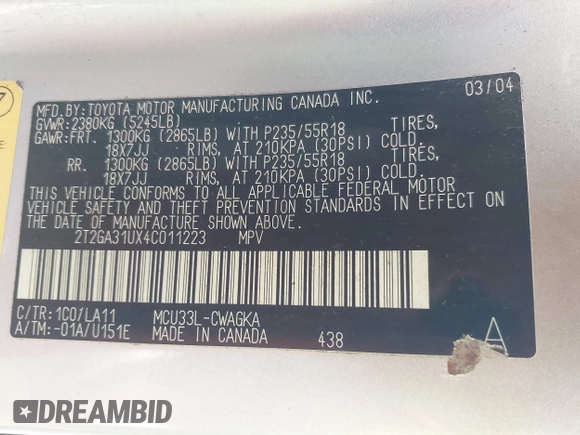 MFD.BY:TOYOTA MOTOR MANUFACTURING CANADA INC. 03/04
GVWR:2380KG (5245LB)
GAWR:FRT. 1300KG (2865LB) WITH P235/55R18 TIRES,
18X7JJ RIMS, AT 210KPA (30PSI) COLD.
RR. 1300KG (2865LB) WITH P235/55R18 TIRES,
18X7JJ RIMS, AT 210KPA (30PSI) COLD.
THIS VEHICLE CONFORMS TO ALL APPLICABLE FEDERAL MOTOR
VEHICLE SAFETY AND THEFT PREVENTION STANDARDS IN EFFECT ON
THE DATE OF MANUFACTURE SHOWN ABOVE.
2T2GA31UX4C011223 MPV
C/TR:1C0/LA11 MCU33L-CWAGKA
A/TM:-01A/U151E MADE IN CANADA 438 A
DREAMBID